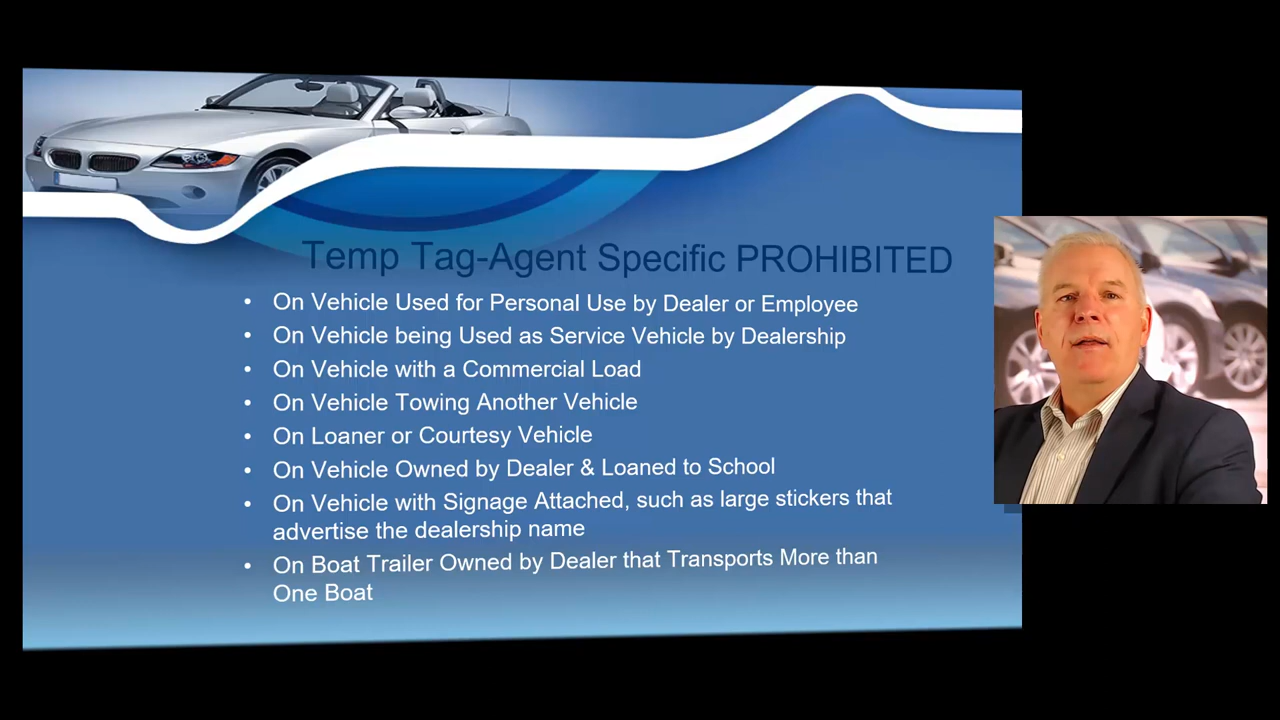 Temp Tag-Agent Specific PROHIBITED
• On Vehicle Used for Personal Use by Dealer or Employee
• On Vehicle being Used as Service Vehicle by Dealership
• On Vehicle with a Commercial Load
• On Vehicle Towing Another Vehicle
• On Loaner or Courtesy Vehicle
• On Vehicle Owned by Dealer & Loaned to School
• On Vehicle with Signage Attached, such as large stickers that
advertise the dealership name
• On Boat Trailer Owned by Dealer that Transports More than
One Boat